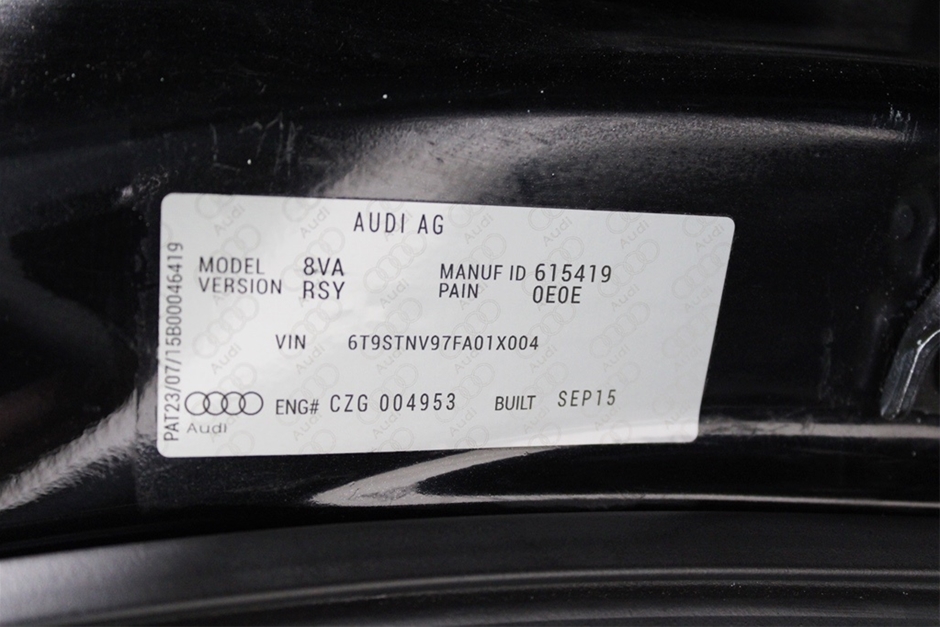 AUDI AG
MODEL 8VA MANUF ID 615419
VERSION RSY PAIN 0E0E
VIN 6T9STNV97FA01X004
Audi ENG# CZG 004953 BUILT SEP15
PAT23/07/15B00046419